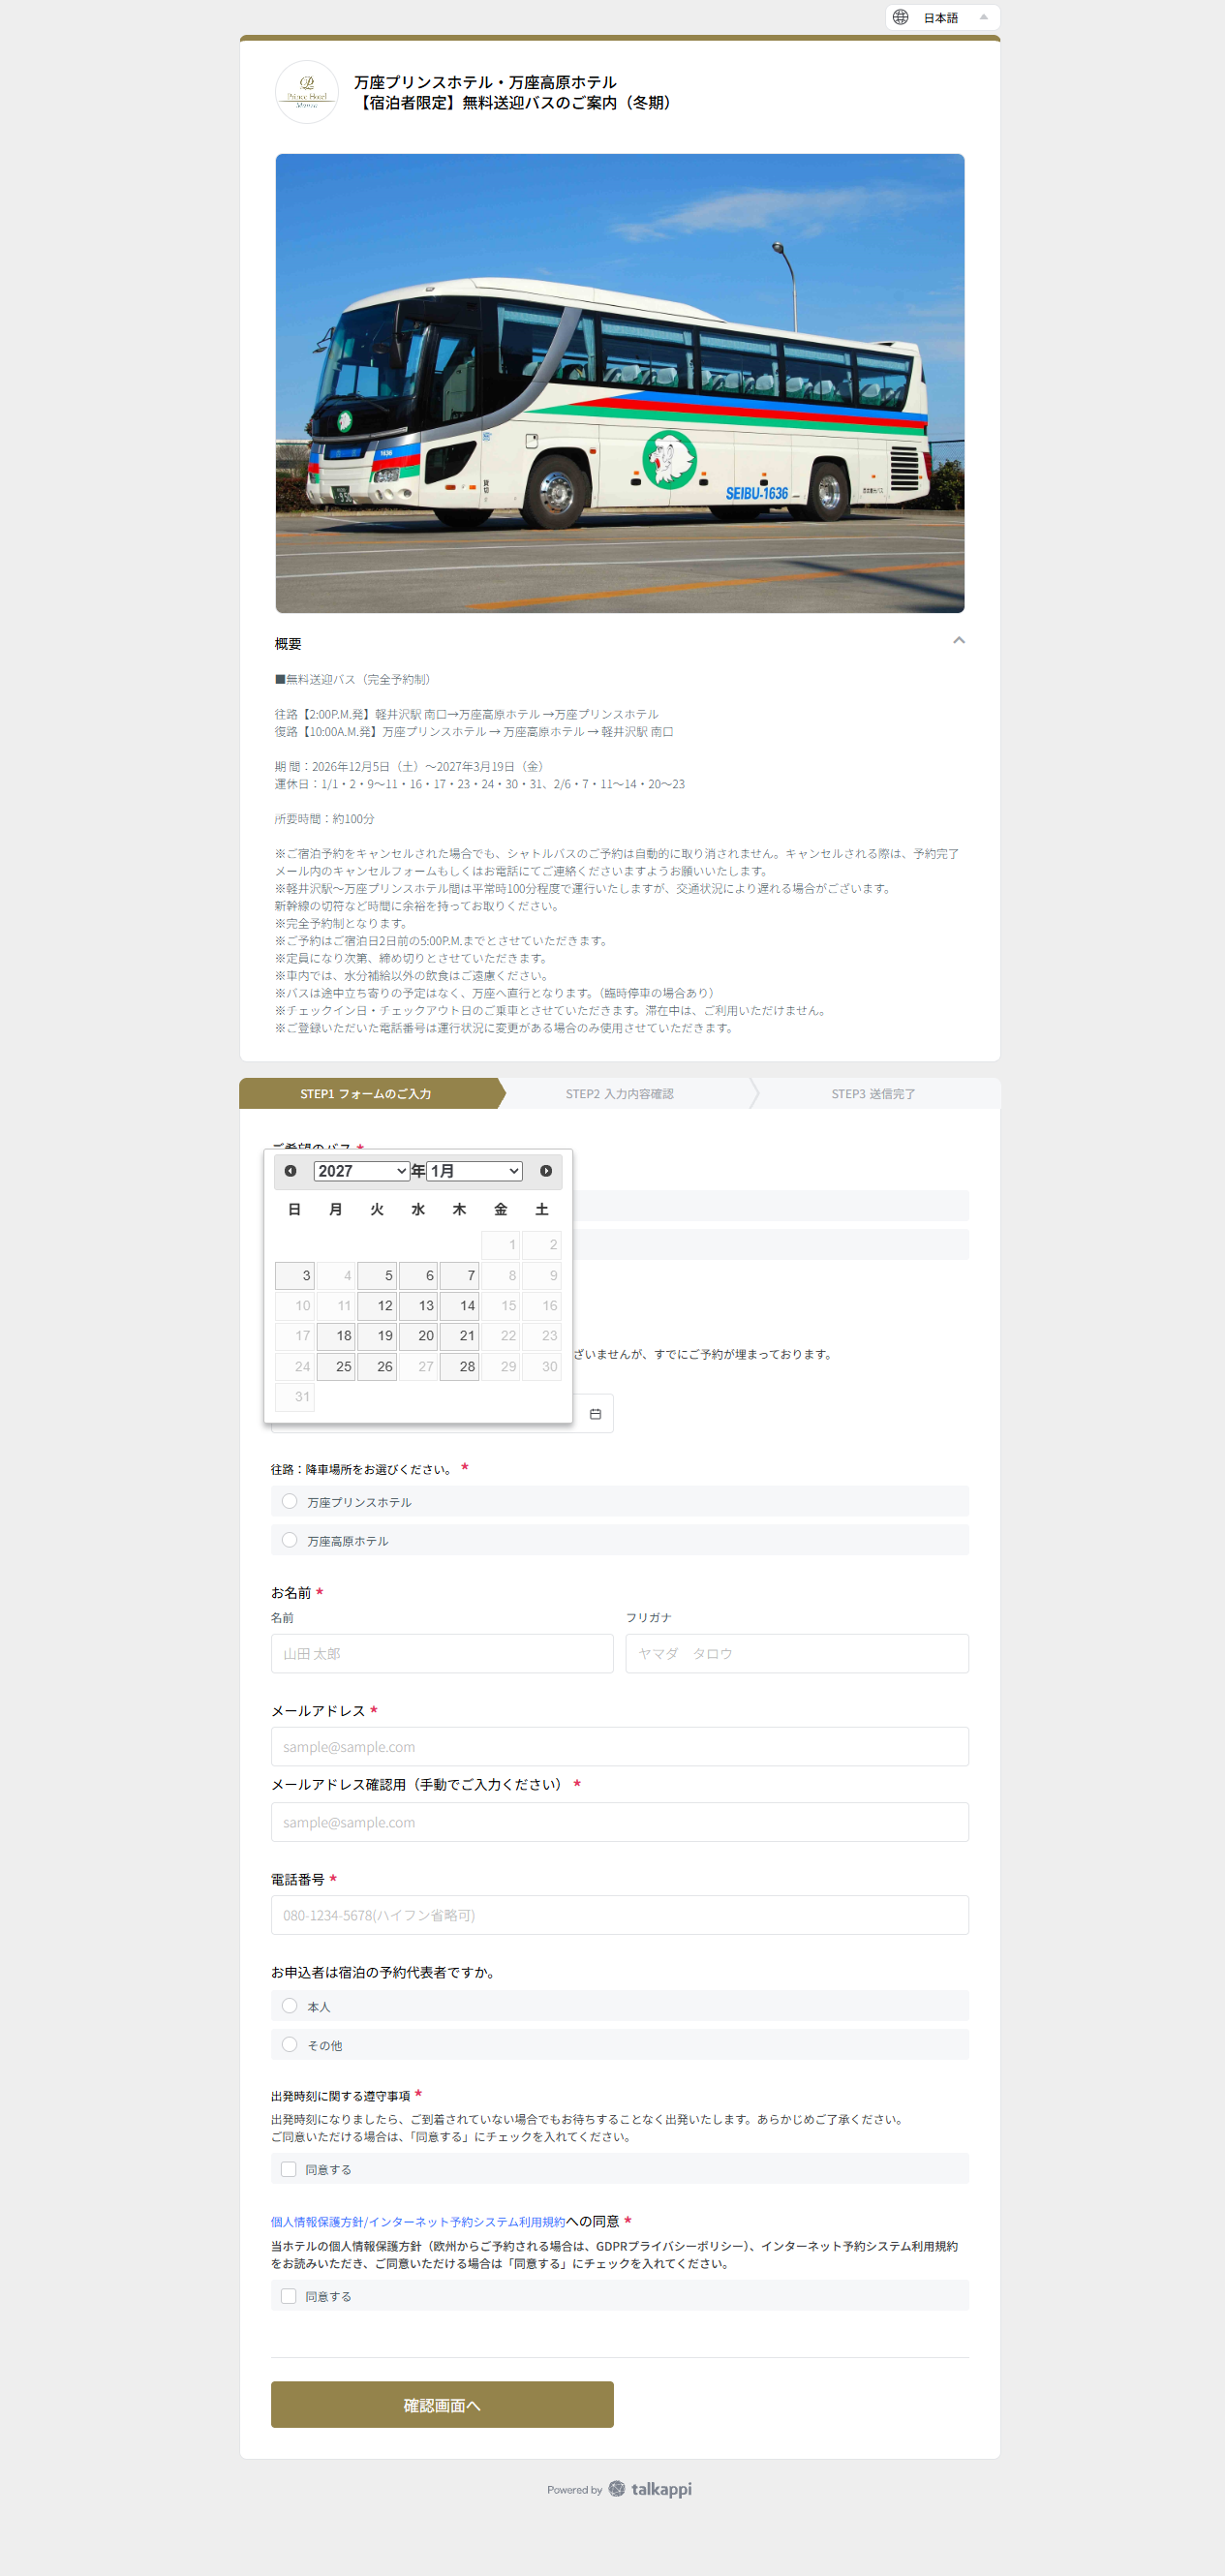 日本語
Prince Hotel
Manza
万座プリンスホテル・万座高原ホテル
【宿泊者限定】無料送迎バスのご案内（冬期）
1636
SEIBU-1636
概要
■無料送迎バス（完全予約制）
往路【2:00P.M.発】軽井沢駅 南口→万座高原ホテル →万座プリンスホテル
復路【10:00A.M.発】万座プリンスホテル → 万座高原ホテル → 軽井沢駅 南口
期 間：2026年12月5日（土）～2027年3月19日（金）
運休日：1/1・2・9～11・16・17・23・24・30・31、2/6・7・11～14・20～23
所要時間：約100分
※ご宿泊予約をキャンセルされた場合でも、シャトルバスのご予約は自動的に取り消されません。キャンセルされる際は、予約完了
メール内のキャンセルフォームもしくはお電話にてご連絡くださいますようお願いいたします。
※軽井沢駅～万座プリンスホテル間は平常時100分程度で運行いたしますが、交通状況により遅れる場合がございます。
新幹線の切符など時間に余裕を持ってお取りください。
※完全予約制となります。
※ご予約はご宿泊日2日前の5:00P.M.までとさせていただきます。
※定員になり次第、締め切りとさせていただきます。
※車内では、水分補給以外の飲食はご遠慮ください。
※バスは途中立ち寄りの予定はなく、万座へ直行となります。（臨時停車の場合あり）
※チェックイン日・チェックアウト日のご乗車とさせていただきます。滞在中は、ご利用いただけません。
※ご登録いただいた電話番号は運行状況に変更がある場合のみ使用させていただきます。
STEP1 フォームのご入力
STEP2 入力内容確認
STEP3 送信完了
ご希望のバス *
2027 年 1月
日 月 火 水 木 金 土
1 2
3 4 5 6 7 8 9
10 11 12 13 14 15 16
17 18 19 20 21 22 23
24 25 26 27 28 29 30
31
ざいませんが、すでにご予約が埋まっております。
往路：降車場所をお選びください。 *
万座プリンスホテル
万座高原ホテル
お名前 *
名前 フリガナ
山田 太郎 ヤマダ　タロウ
メールアドレス *
sample@sample.com
メールアドレス確認用（手動でご入力ください） *
sample@sample.com
電話番号 *
080-1234-5678(ハイフン省略可)
お申込者は宿泊の予約代表者ですか。
本人
その他
出発時刻に関する遵守事項 *
出発時刻になりましたら、ご到着されていない場合でもお待ちすることなく出発いたします。あらかじめご了承ください。
ご同意いただける場合は、「同意する」にチェックを入れてください。
同意する
個人情報保護方針/インターネット予約システム利用規約への同意 *
当ホテルの個人情報保護方針（欧州からご予約される場合は、GDPRプライバシーポリシー）、インターネット予約システム利用規約
をお読みいただき、ご同意いただける場合は「同意する」にチェックを入れてください。
同意する
確認画面へ
Powered by talkappi